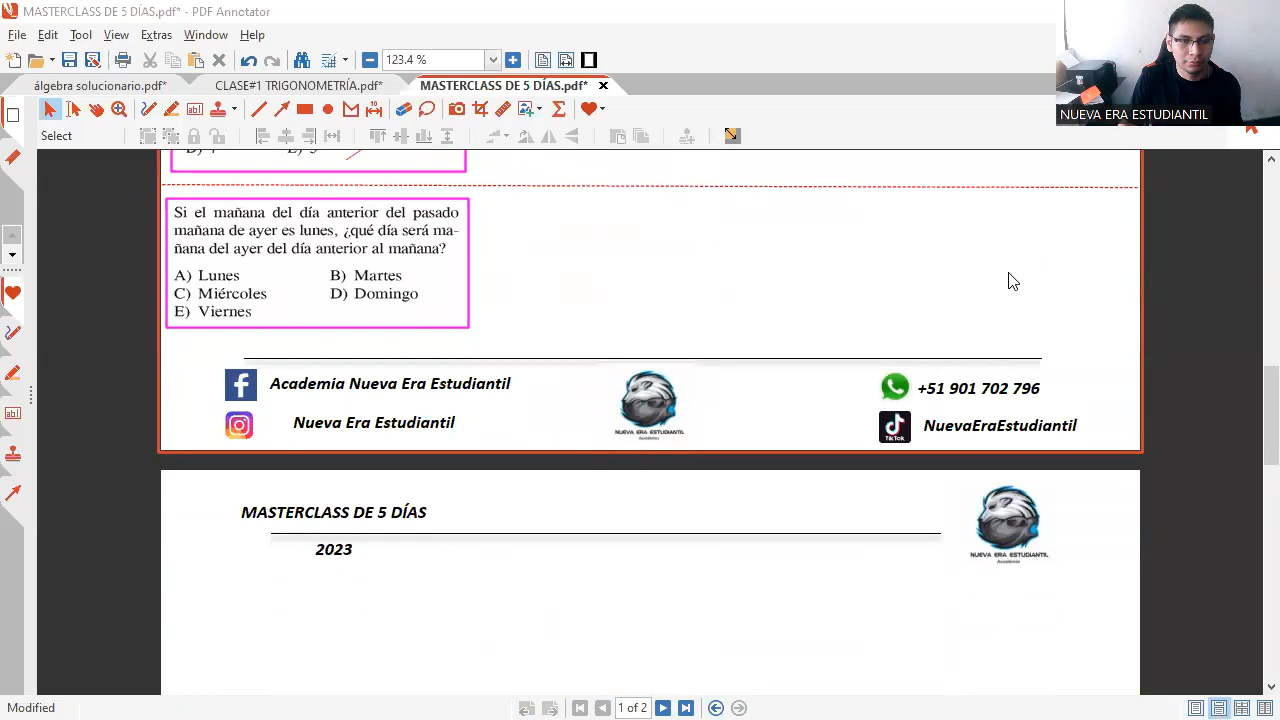 MASTERCLASS DE 5 DÍAS.pdf* - PDF Annotator
File Edit Tool View Extras Window Help
123.4 %
álgebra solucionario.pdf* CLASE#1 TRIGONOMETRÍA.pdf MASTERCLASS DE 5 DÍAS.pdf*
Select
NUEVA ERA ESTUDIANTIL
Si el mañana del día anterior del pasado
mañana de ayer es lunes, ¿qué día será ma-
ñana del ayer del día anterior al mañana?
A) Lunes B) Martes
C) Miércoles D) Domingo
E) Viernes
Academia Nueva Era Estudiantil
Nueva Era Estudiantil
NUEVA ERA ESTUDIANTIL
+51 901 702 796
TikTok
NuevaEraEstudiantil
MASTERCLASS DE 5 DÍAS
2023
NUEVA ERA ESTUDIANTIL
Modified
1 of 2